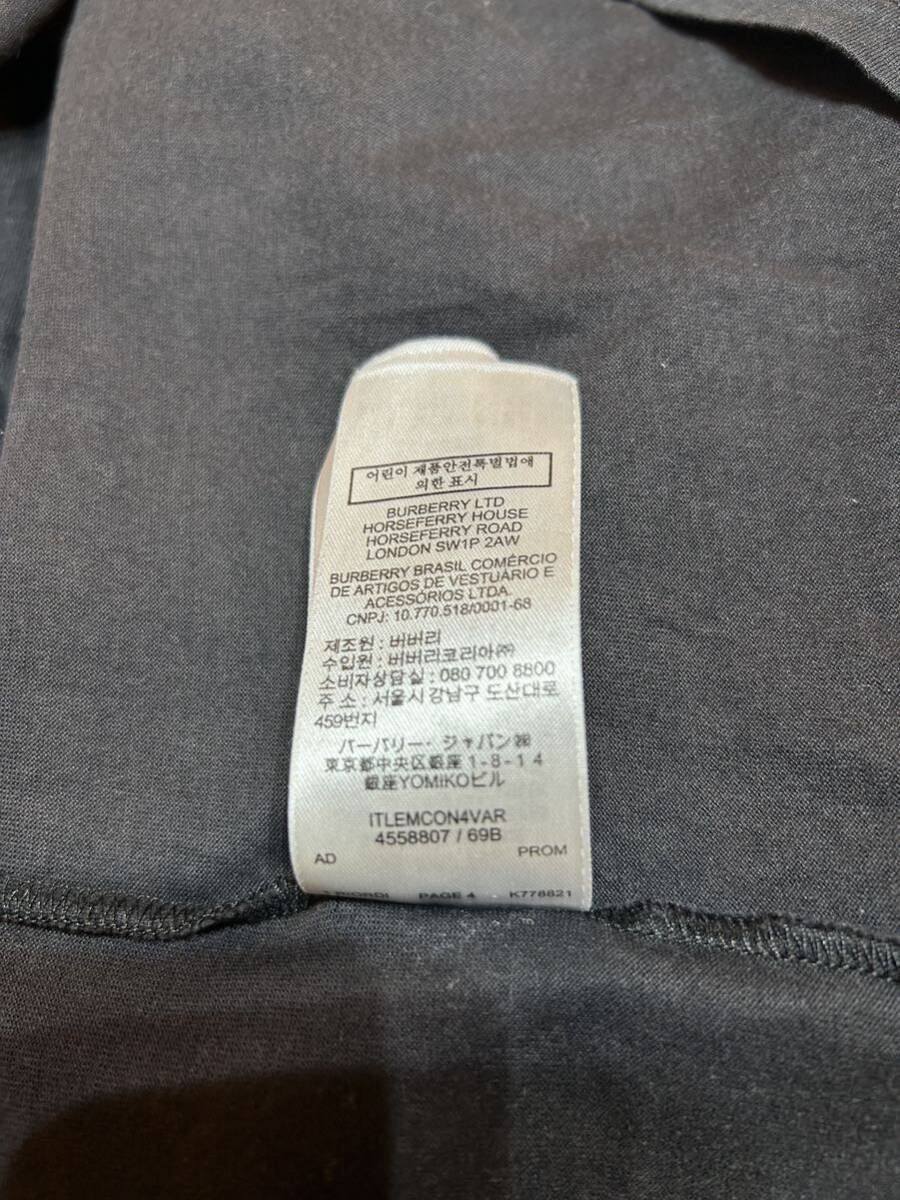 어린이 제품안전특별법에
의한 표시
BURBERRY LTD
HORSEFERRY HOUSE
HORSEFERRY ROAD
LONDON SW1P 2AW
BURBERRY BRASIL COMÉRCIO
DE ARTIGOS DE VESTUÁRIO E
ACESSÓRIOS LTDA.
CNPJ: 10.770.518/0001-68
제조원 : 버버리
수입원 : 버버리코리아㈜
소비자상담실 : 080 700 8800
주 소 : 서울시 강남구 도산대로
459번지
バーバリー・ジャパン㈱
東京都中央区銀座1-8-14
銀座YOMIKOビル
ITLEMCON4VAR
4558807 / 69B
AD PROM
PAGE 4 K778821